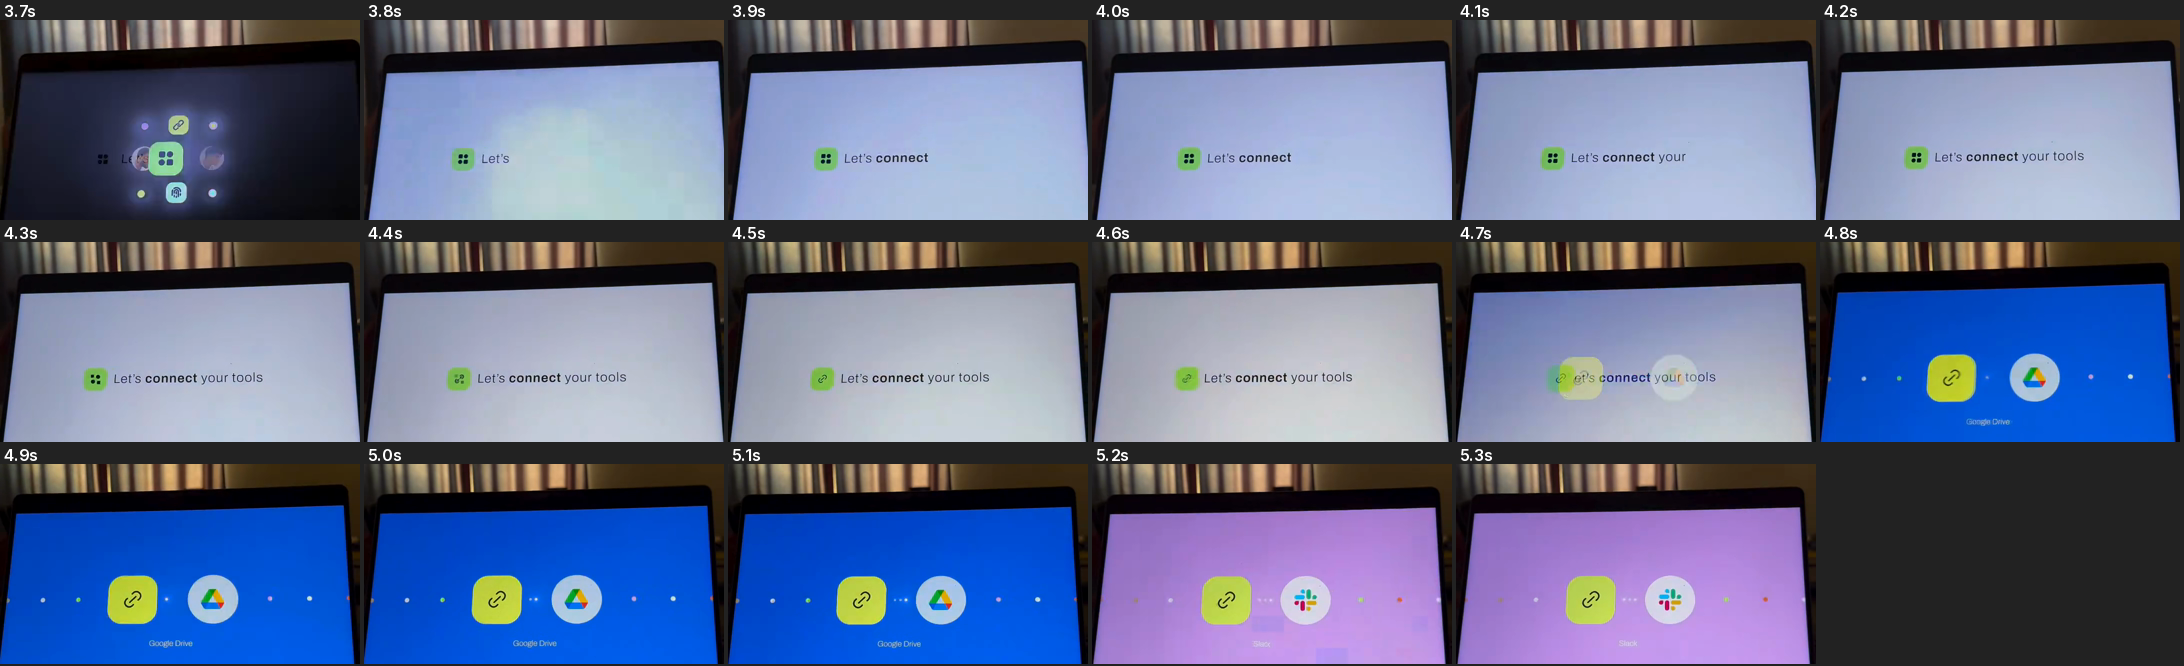 3.7s
3.8s
3.9s
4.0s
4.1s
4.2s
Let's
Let's connect
Let's connect
Let's connect your
Let's connect your tools
4.3s
4.4s
4.5s
4.6s
4.7s
4.8s
Let's connect your tools
Let's connect your tools
Let's connect your tools
Let's connect your tools
Let's connect your tools
Google Drive
4.9s
5.0s
5.1s
5.2s
5.3s
Google Drive
Google Drive
Google Drive
Slack
Slack